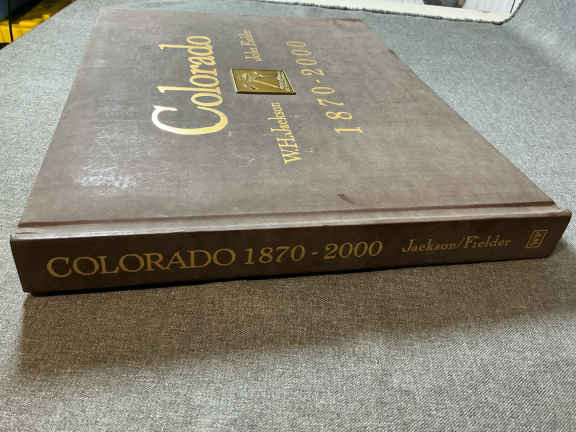 Colorado
W.H.Jackson John Fielder
1870-2000
COLORADO 1870-2000 Jackson/Fielder